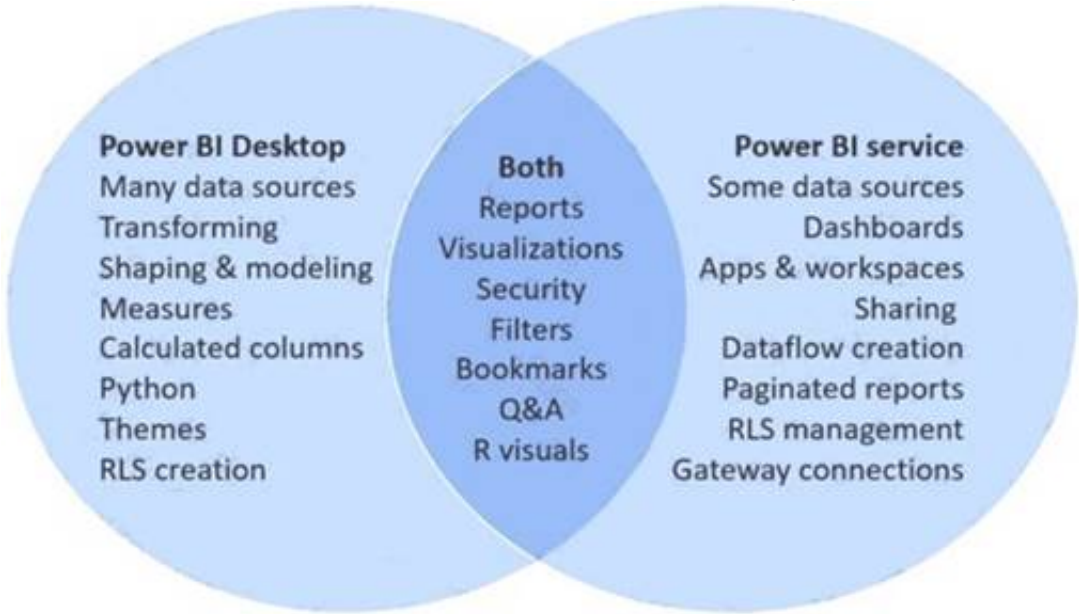 Power BI Desktop
Many data sources
Transforming
Shaping & modeling
Measures
Calculated columns
Python
Themes
RLS creation
Both
Reports
Visualizations
Security
Filters
Bookmarks
Q&A
R visuals
Power BI service
Some data sources
Dashboards
Apps & workspaces
Sharing
Dataflow creation
Paginated reports
RLS management
Gateway connections